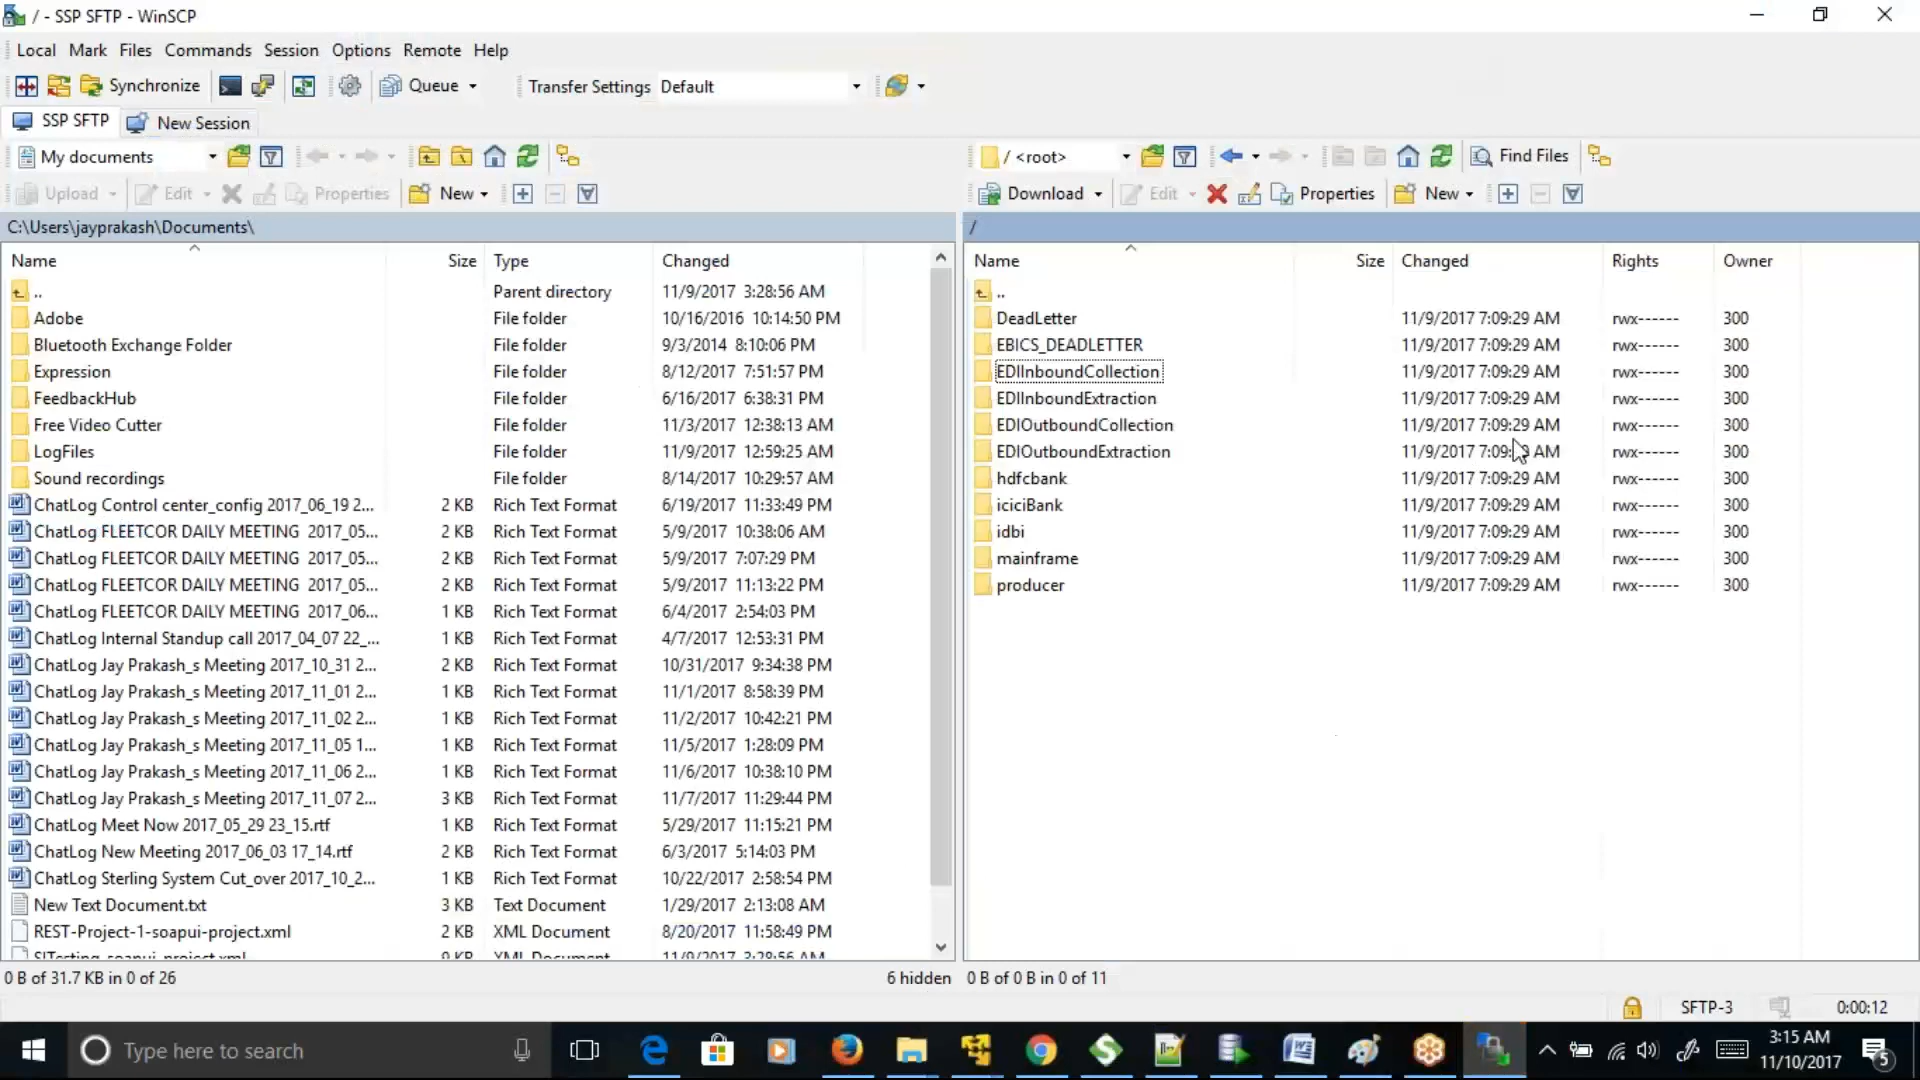 / - SSP SFTP - WinSCP
Local Mark Files Commands Session Options Remote Help
Synchronize Queue Transfer Settings Default
SSP SFTP New Session
My documents / <root> Find Files
Upload Edit Properties New Download Edit Properties New
C:\Users\jayprakash\Documents\ /
Name Size Type Changed
.. Parent directory 11/9/2017 3:28:56 AM
Adobe File folder 10/16/2016 10:14:50 PM
Bluetooth Exchange Folder File folder 9/3/2014 8:10:06 PM
Expression File folder 8/12/2017 7:51:57 PM
FeedbackHub File folder 6/16/2017 6:38:31 PM
Free Video Cutter File folder 11/3/2017 12:38:13 AM
LogFiles File folder 11/9/2017 12:59:25 AM
Sound recordings File folder 8/14/2017 10:29:57 AM
ChatLog Control center_config 2017_06_19 2... 2 KB Rich Text Format 6/19/2017 11:33:49 PM
ChatLog FLEETCOR DAILY MEETING 2017_05... 2 KB Rich Text Format 5/9/2017 10:38:06 AM
ChatLog FLEETCOR DAILY MEETING 2017_05... 2 KB Rich Text Format 5/9/2017 7:07:29 PM
ChatLog FLEETCOR DAILY MEETING 2017_05... 2 KB Rich Text Format 5/9/2017 11:13:22 PM
ChatLog FLEETCOR DAILY MEETING 2017_06... 1 KB Rich Text Format 6/4/2017 2:54:03 PM
ChatLog Internal Standup call 2017_04_07 22_... 1 KB Rich Text Format 4/7/2017 12:53:31 PM
ChatLog Jay Prakash_s Meeting 2017_10_31 2... 2 KB Rich Text Format 10/31/2017 9:34:38 PM
ChatLog Jay Prakash_s Meeting 2017_11_01 2... 1 KB Rich Text Format 11/1/2017 8:58:39 PM
ChatLog Jay Prakash_s Meeting 2017_11_02 2... 1 KB Rich Text Format 11/2/2017 10:42:21 PM
ChatLog Jay Prakash_s Meeting 2017_11_05 1... 1 KB Rich Text Format 11/5/2017 1:28:09 PM
ChatLog Jay Prakash_s Meeting 2017_11_06 2... 1 KB Rich Text Format 11/6/2017 10:38:10 PM
ChatLog Jay Prakash_s Meeting 2017_11_07 2... 3 KB Rich Text Format 11/7/2017 11:29:44 PM
ChatLog Meet Now 2017_05_29 23_15.rtf 1 KB Rich Text Format 5/29/2017 11:15:21 PM
ChatLog New Meeting 2017_06_03 17_14.rtf 2 KB Rich Text Format 6/3/2017 5:14:03 PM
ChatLog Sterling System Cut_over 2017_10_2... 1 KB Rich Text Format 10/22/2017 2:58:54 PM
New Text Document.txt 3 KB Text Document 1/29/2017 2:13:08 AM
REST-Project-1-soapui-project.xml 2 KB XML Document 8/20/2017 11:58:49 PM
SITesting-soapui-project.xml 9 KB XML Document 11/9/2017 3:28:56 AM
Name Size Changed Rights Owner
..
DeadLetter 11/9/2017 7:09:29 AM rwx------ 300
EBICS_DEADLETTER 11/9/2017 7:09:29 AM rwx------ 300
EDIInboundCollection 11/9/2017 7:09:29 AM rwx------ 300
EDIInboundExtraction 11/9/2017 7:09:29 AM rwx------ 300
EDIOutboundCollection 11/9/2017 7:09:29 AM rwx------ 300
EDIOutboundExtraction 11/9/2017 7:09: AM rwx------ 300
hdfcbank 11/9/2017 7:09:29 AM rwx------ 300
iciciBank 11/9/2017 7:09:29 AM rwx------ 300
idbi 11/9/2017 7:09:29 AM rwx------ 300
mainframe 11/9/2017 7:09:29 AM rwx------ 300
producer 11/9/2017 7:09:29 AM rwx------ 300
0 B of 31.7 KB in 0 of 26 6 hidden 0 B of 0 B in 0 of 11
SFTP-3 0:00:12
Type here to search
3:15 AM
11/10/2017
5